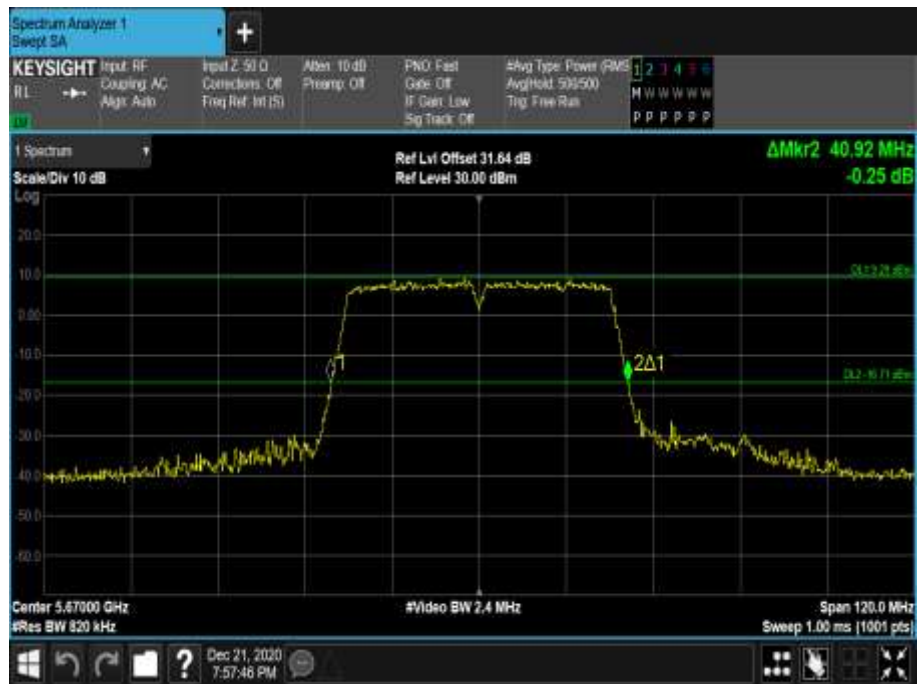 Spectrum Analyzer 1
Swept SA
+
KEYSIGHT
RL
Input: RF
Coupling: AC
Align: Auto
Input Z: 50 Ω
Corrections: Off
Freq Ref: Int (S)
Atten: 10 dB
Preamp: Off
PNO: Fast
Gate: Off
IF Gain: Low
Sig Track: Off
#Avg Type: Power (RMS
Avg|Hold: 500/500
Trig: Free Run
1 2 3 4 5 6
M W W W W W
P P P P P P
1 Spectrum
Scale/Div 10 dB
Log
Ref Lvl Offset 31.64 dB
Ref Level 30.00 dBm
ΔMkr2 40.92 MHz
-0.25 dB
20.0
10.0
0.00
-10.0
-20.0
-30.0
-40.0
-50.0
-60.0
1
2Δ1
Center 5.67000 GHz
#Res BW 820 kHz
#Video BW 2.4 MHz
Span 120.0 MHz
Sweep 1.00 ms (1001 pts)
?
Dec 21, 2020
7:57:46 PM